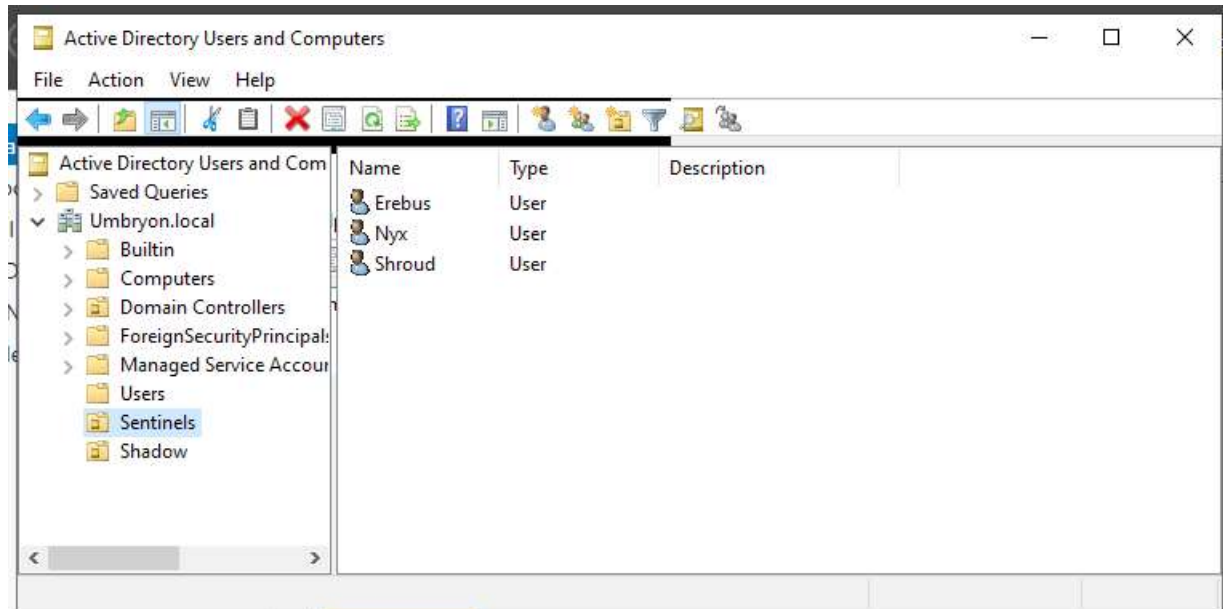 Active Directory Users and Computers
File Action View Help
Active Directory Users and Com
Saved Queries
Umbryon.local
Builtin
Computers
Domain Controllers
ForeignSecurityPrincipals
Managed Service Accour
Users
Sentinels
Shadow
Name Type Description
Erebus User
Nyx User
Shroud User